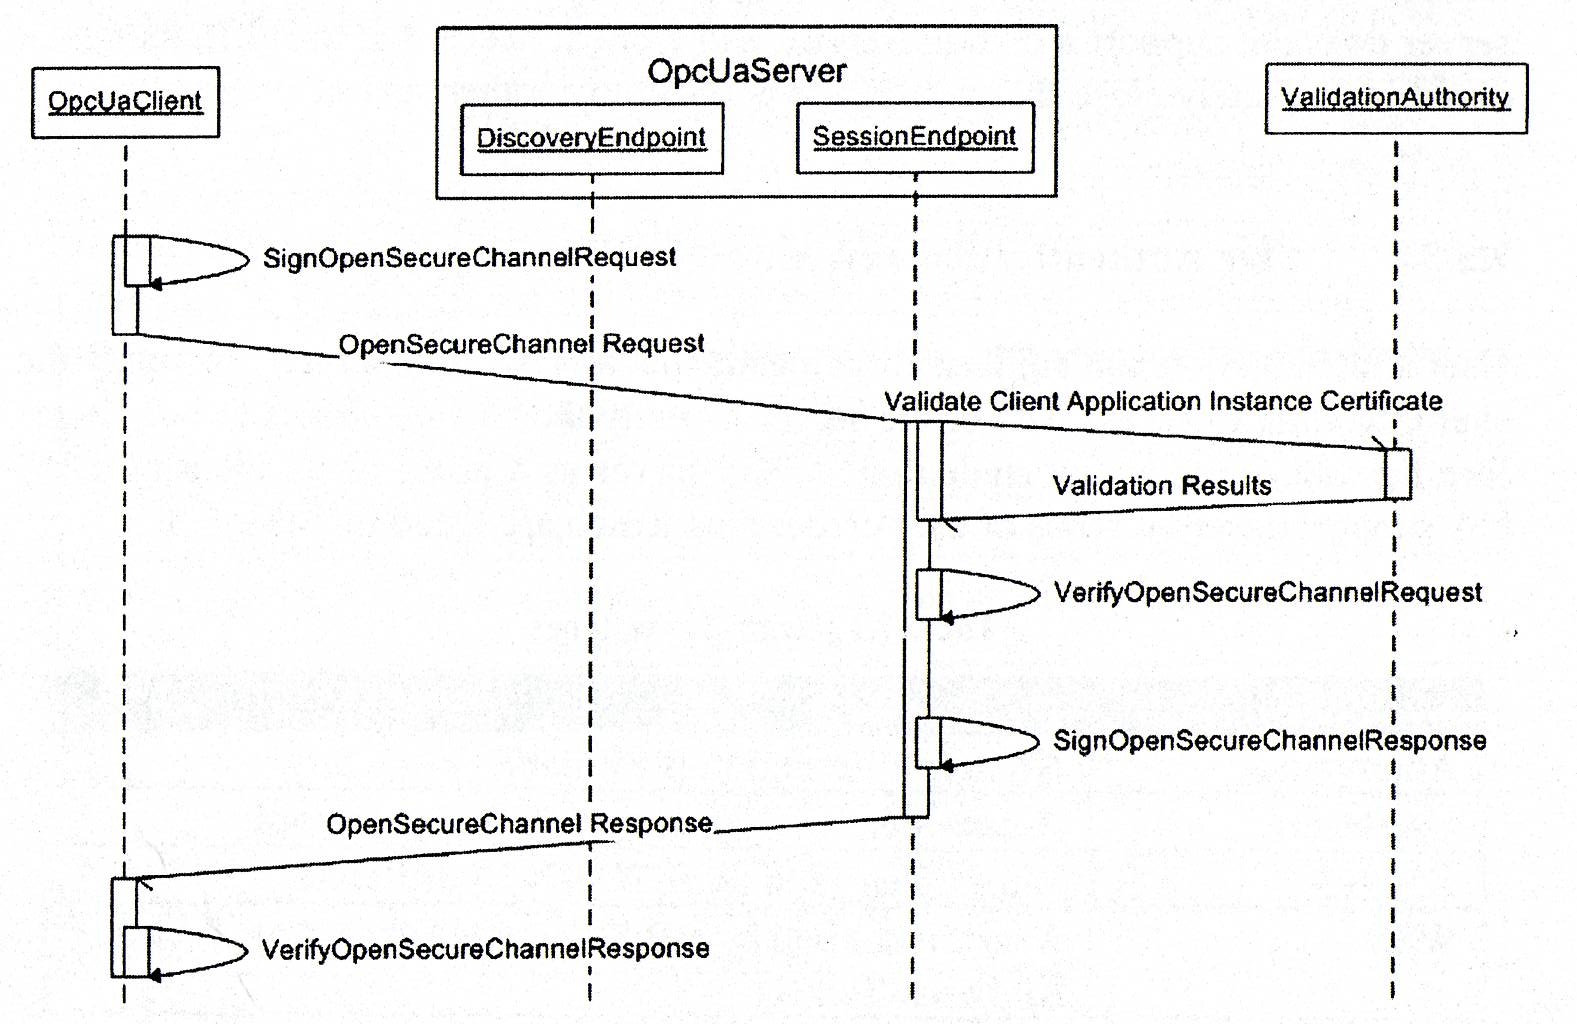 OpcUaServer
OpcUaClient
DiscoveryEndpoint
SessionEndpoint
ValidationAuthority
SignOpenSecureChannelRequest
OpenSecureChannel Request
Validate Client Application Instance Certificate
Validation Results
VerifyOpenSecureChannelRequest
SignOpenSecureChannelResponse
OpenSecureChannel Response
VerifyOpenSecureChannelResponse